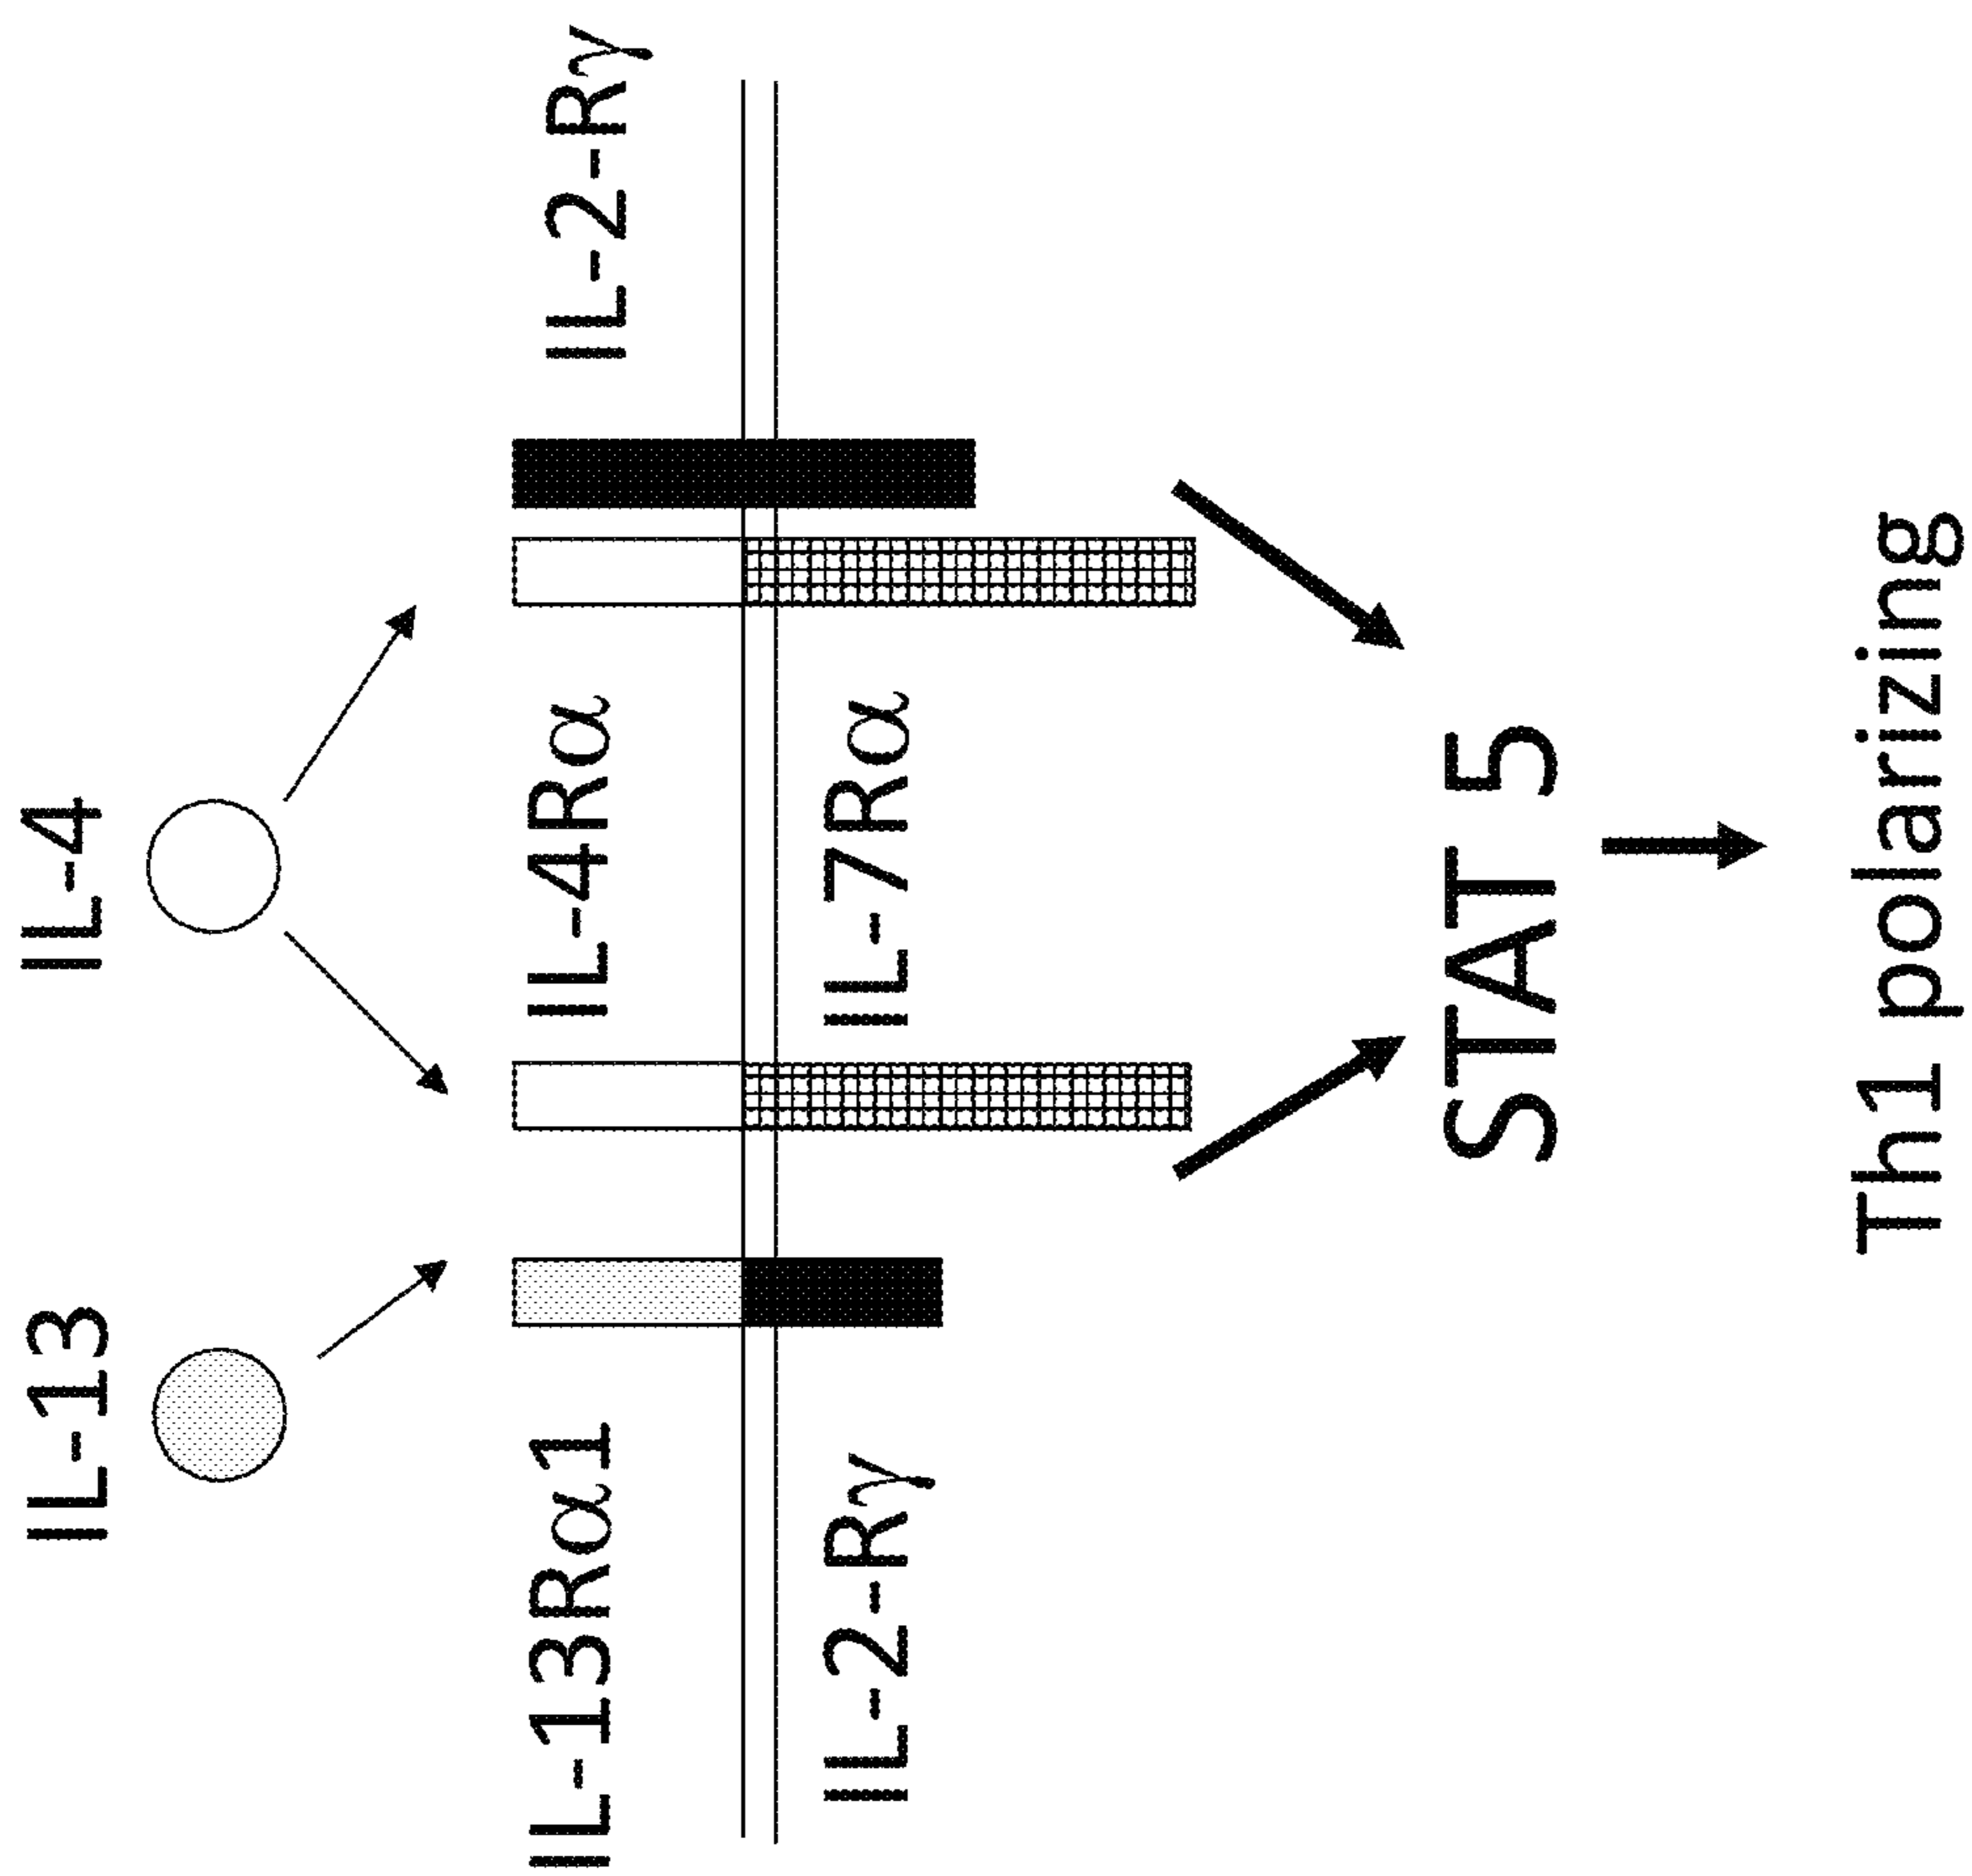 IL-13
IL-4
IL-13Rα1
IL-4Rα
IL-2-Rγ
IL-2-Rγ
IL-7Rα
STAT 5
Th1 polarizing